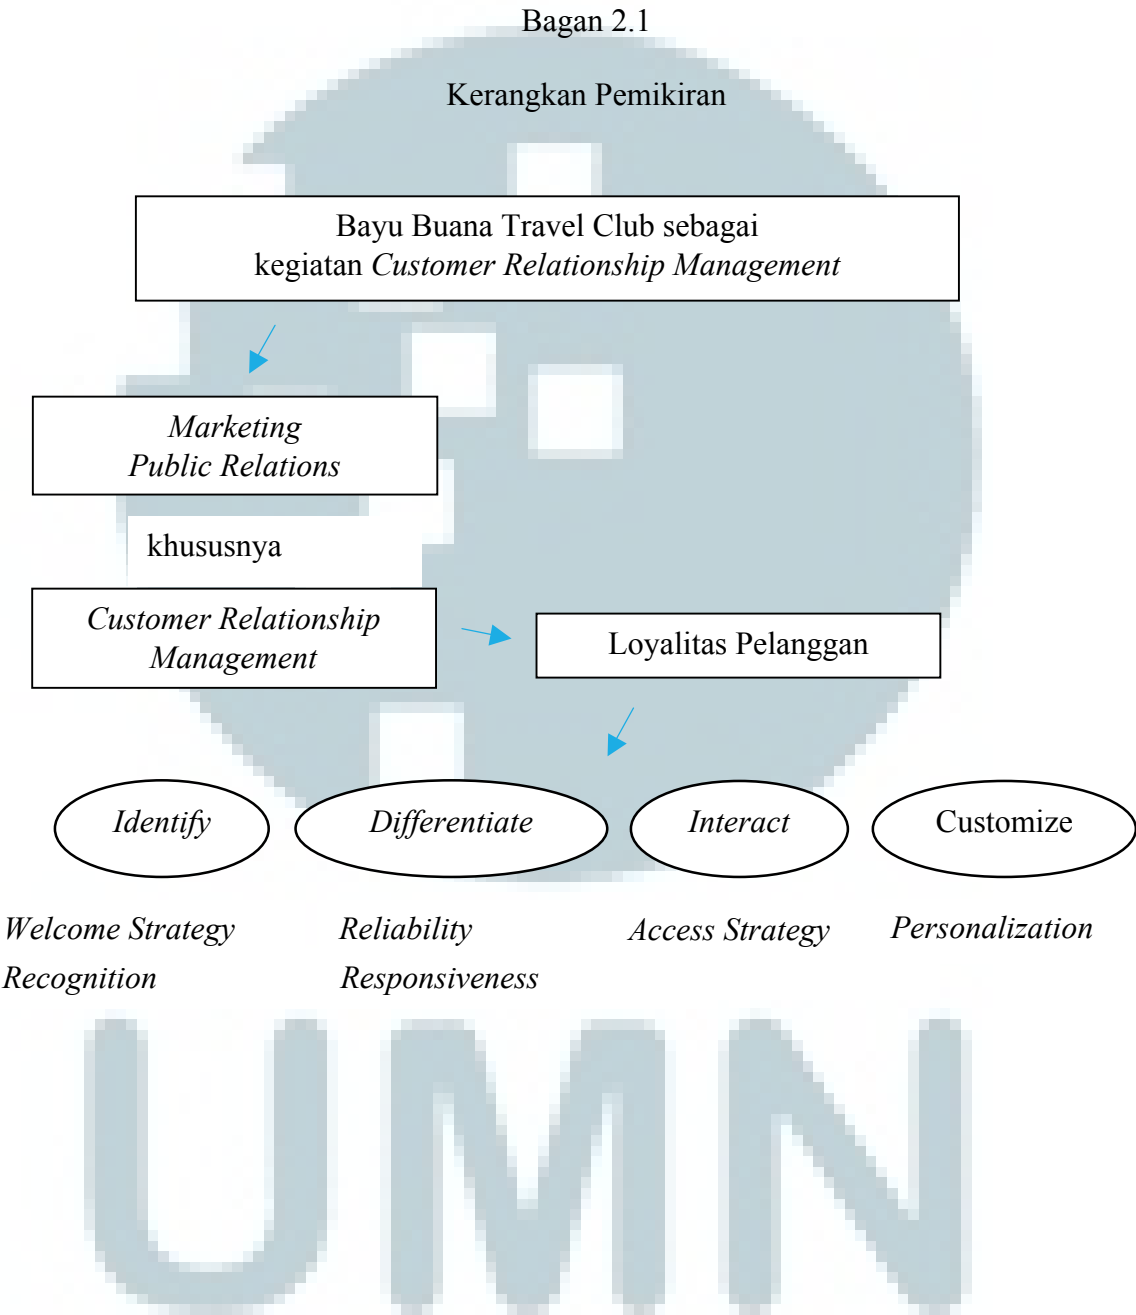 Bagan 2.1
Kerangkan Pemikiran
Bayu Buana Travel Club sebagai
kegiatan Customer Relationship Management
Marketing
Public Relations
khususnya
Customer Relationship
Management
Loyalitas Pelanggan
Identify
Differentiate
Interact
Customize
Welcome Strategy
Recognition
Reliability
Responsiveness
Access Strategy
Personalization
UMN